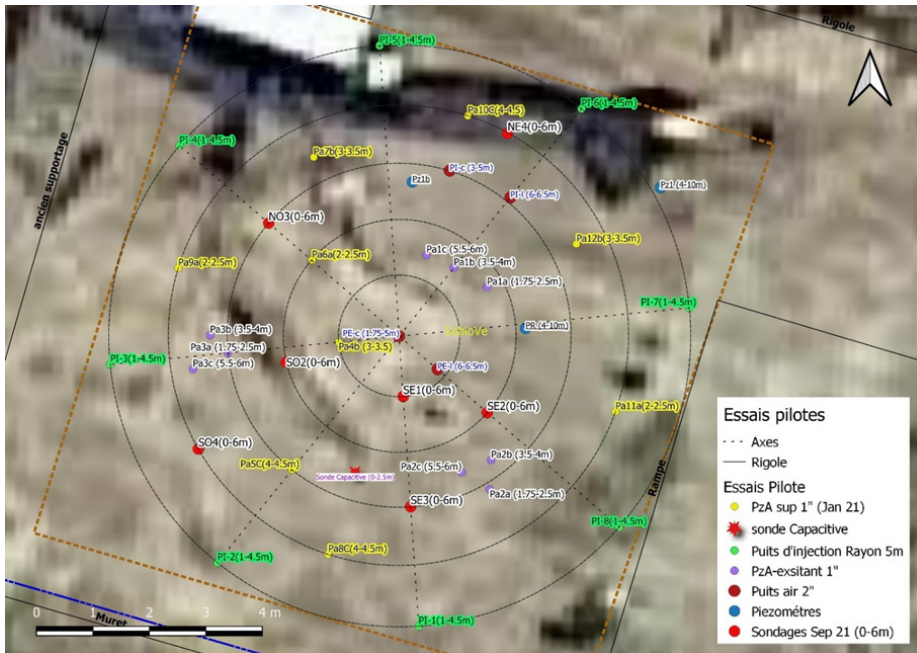 Rigole
PI-5(1-4.5m)
PI-6(1-4.5m)
Pa10C(4-4.5)
NE4(0-6m)
PI-4(1-4.5m)
Pa7b(3-3.5m)
PI-c (3-5m)
ancien supportage
Pz1b
PI-I (6-6.5m)
Pz1 (4-10m)
NO3(0-6m)
Pa12b(3-3.5m)
Pa1c (5.5-6m)
Pa6a(2-2.5m)
Pa9a(2-2.5m)
Pa1b (3.5-4m)
Pa1a (1.75-2.5m)
PI-7(1-4.5m)
Pa3b (3.5-4m)
PE-c (1.75-5m)
PR (4-10m)
Pa3a (1.75-2.5m)
Pa4b (3-3.5)
PI-3(1-4.5m)
SO2(0-6m)
Pa3c (5.5-6m)
PE-I (6-6.5m)
SE1(0-6m)
SE2(0-6m)
Pa11a(2-2.5m)
SO4(0-6m)
Pa5C(4-4.5m)
Pa2b (3.5-4m)
Pa2c (5.5-6m)
Sonde Capacitive (0-2.5m)
Pa2a (1.75-2.5m)
SE3(0-6m)
Rampe
PI-8(1-4.5m)
Pa8C(4-4.5m)
PI-2(1-4.5m)
PI-1(1-4.5m)
Muret
0 1 2 3 4 m
Essais pilotes
Axes
Rigole
Essais Pilote
PzA sup 1" (Jan 21)
sonde Capacitive
Puits d'injection Rayon 5m
PzA-exsitant 1"
Puits air 2"
Piezométres
Sondages Sep 21 (0-6m)